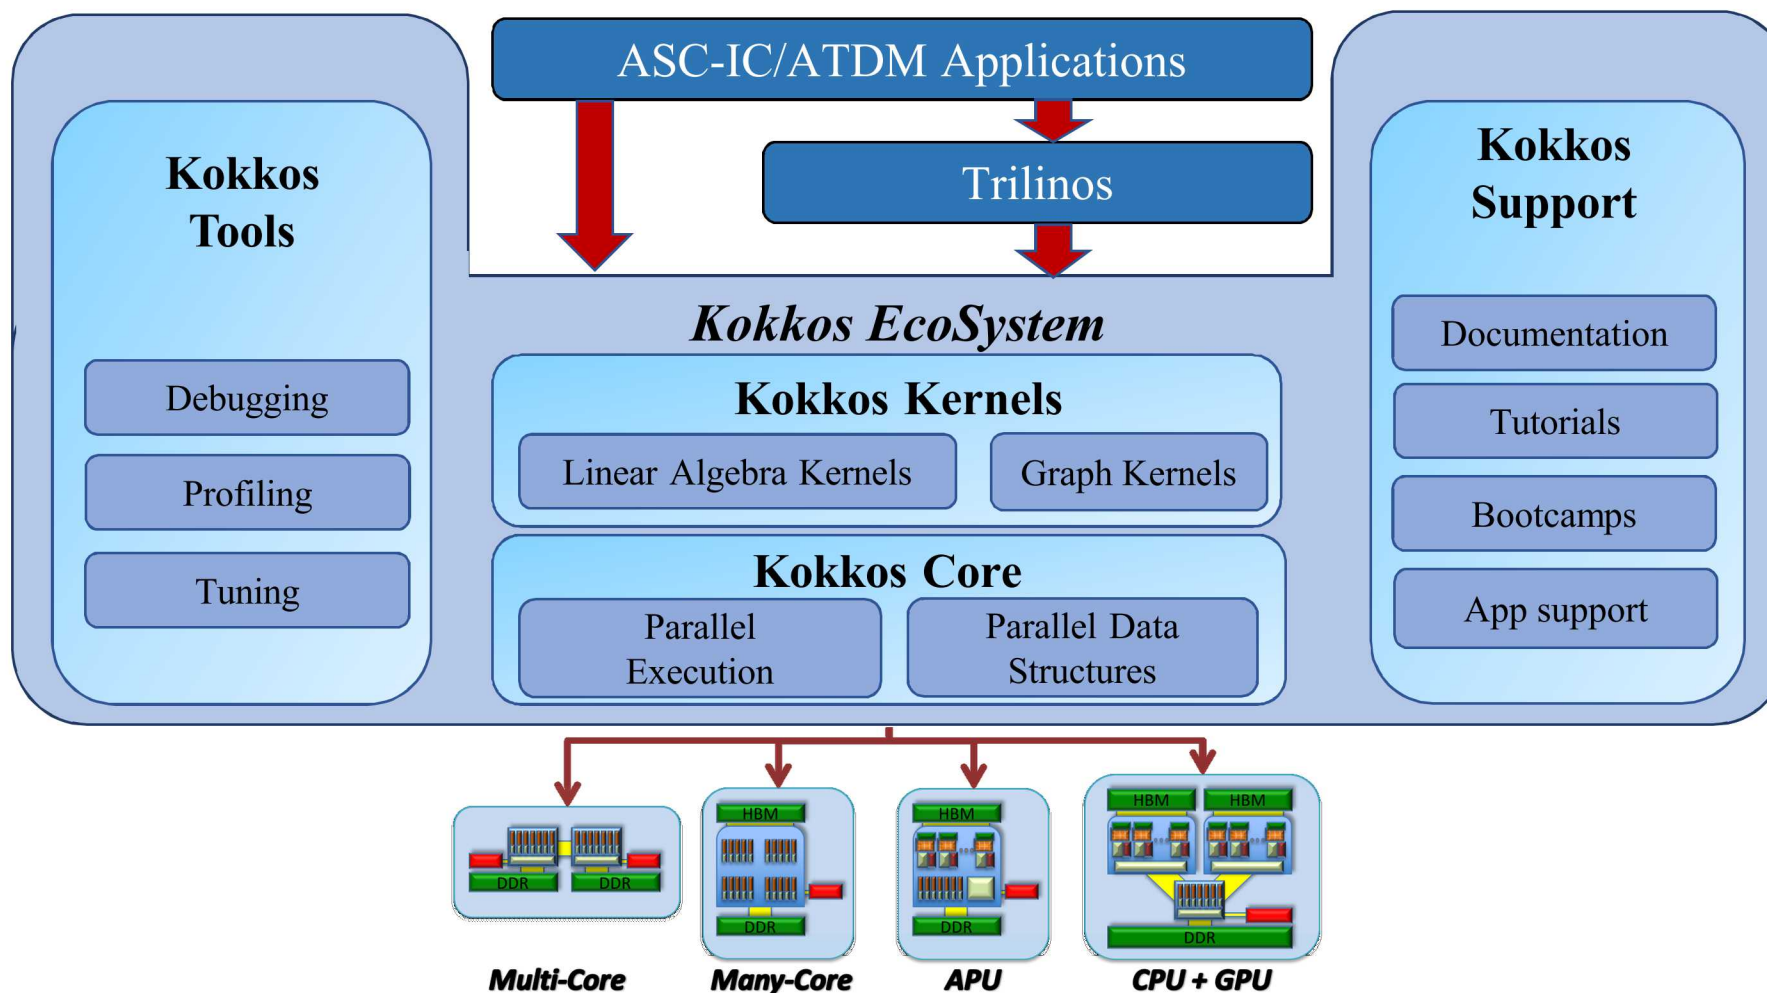 ASC-IC/ATDM Applications
Trilinos
Kokkos
Tools
Debugging
Profiling
Tuning
Kokkos EcoSystem
Kokkos Kernels
Linear Algebra Kernels
Graph Kernels
Kokkos Core
Parallel
Execution
Parallel Data
Structures
Kokkos
Support
Documentation
Tutorials
Bootcamps
App support
DDR
DDR
HBM
DDR
HBM
DDR
HBM
HBM
DDR
Multi-Core
Many-Core
APU
CPU + GPU